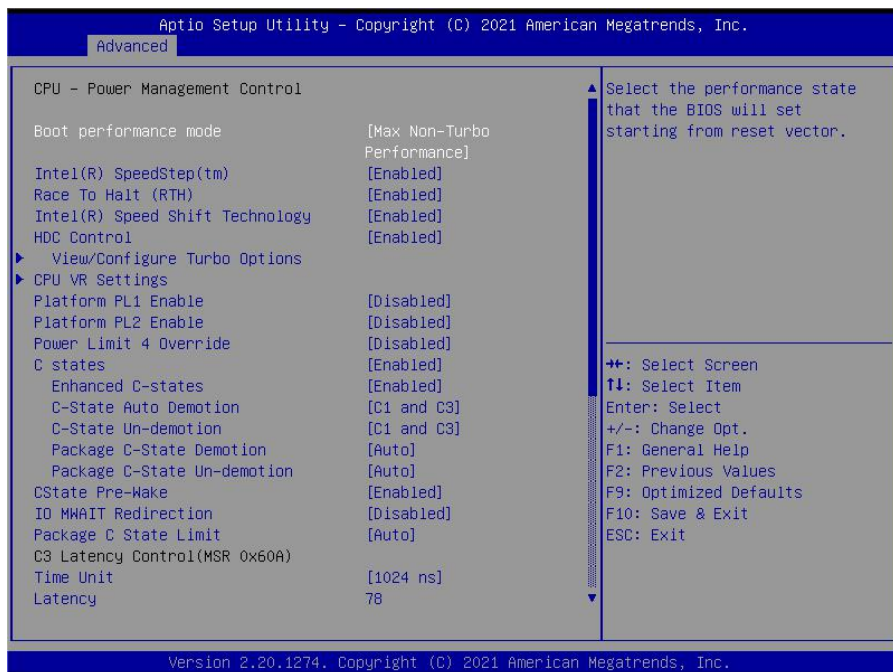 Aptio Setup Utility – Copyright (C) 2021 American Megatrends, Inc.
Advanced
CPU – Power Management Control
Boot performance mode [Max Non-Turbo
Performance]
Intel(R) SpeedStep(tm) [Enabled]
Race To Halt (RTH) [Enabled]
Intel(R) Speed Shift Technology [Enabled]
HDC Control [Enabled]
View/Configure Turbo Options
CPU VR Settings
Platform PL1 Enable [Disabled]
Platform PL2 Enable [Disabled]
Power Limit 4 Override [Disabled]
C states [Enabled]
Enhanced C-states [Enabled]
C-State Auto Demotion [C1 and C3]
C-State Un-demotion [C1 and C3]
Package C-State Demotion [Auto]
Package C-State Un-demotion [Auto]
CState Pre-Wake [Enabled]
IO MWAIT Redirection [Disabled]
Package C State Limit [Auto]
C3 Latency Control(MSR 0x60A)
Time Unit [1024 ns]
Latency 78
Select the performance state
that the BIOS will set
starting from reset vector.
→←: Select Screen
↑↓: Select Item
Enter: Select
+/-: Change Opt.
F1: General Help
F2: Previous Values
F9: Optimized Defaults
F10: Save & Exit
ESC: Exit
Version 2.20.1274. Copyright (C) 2021 American Megatrends, Inc.